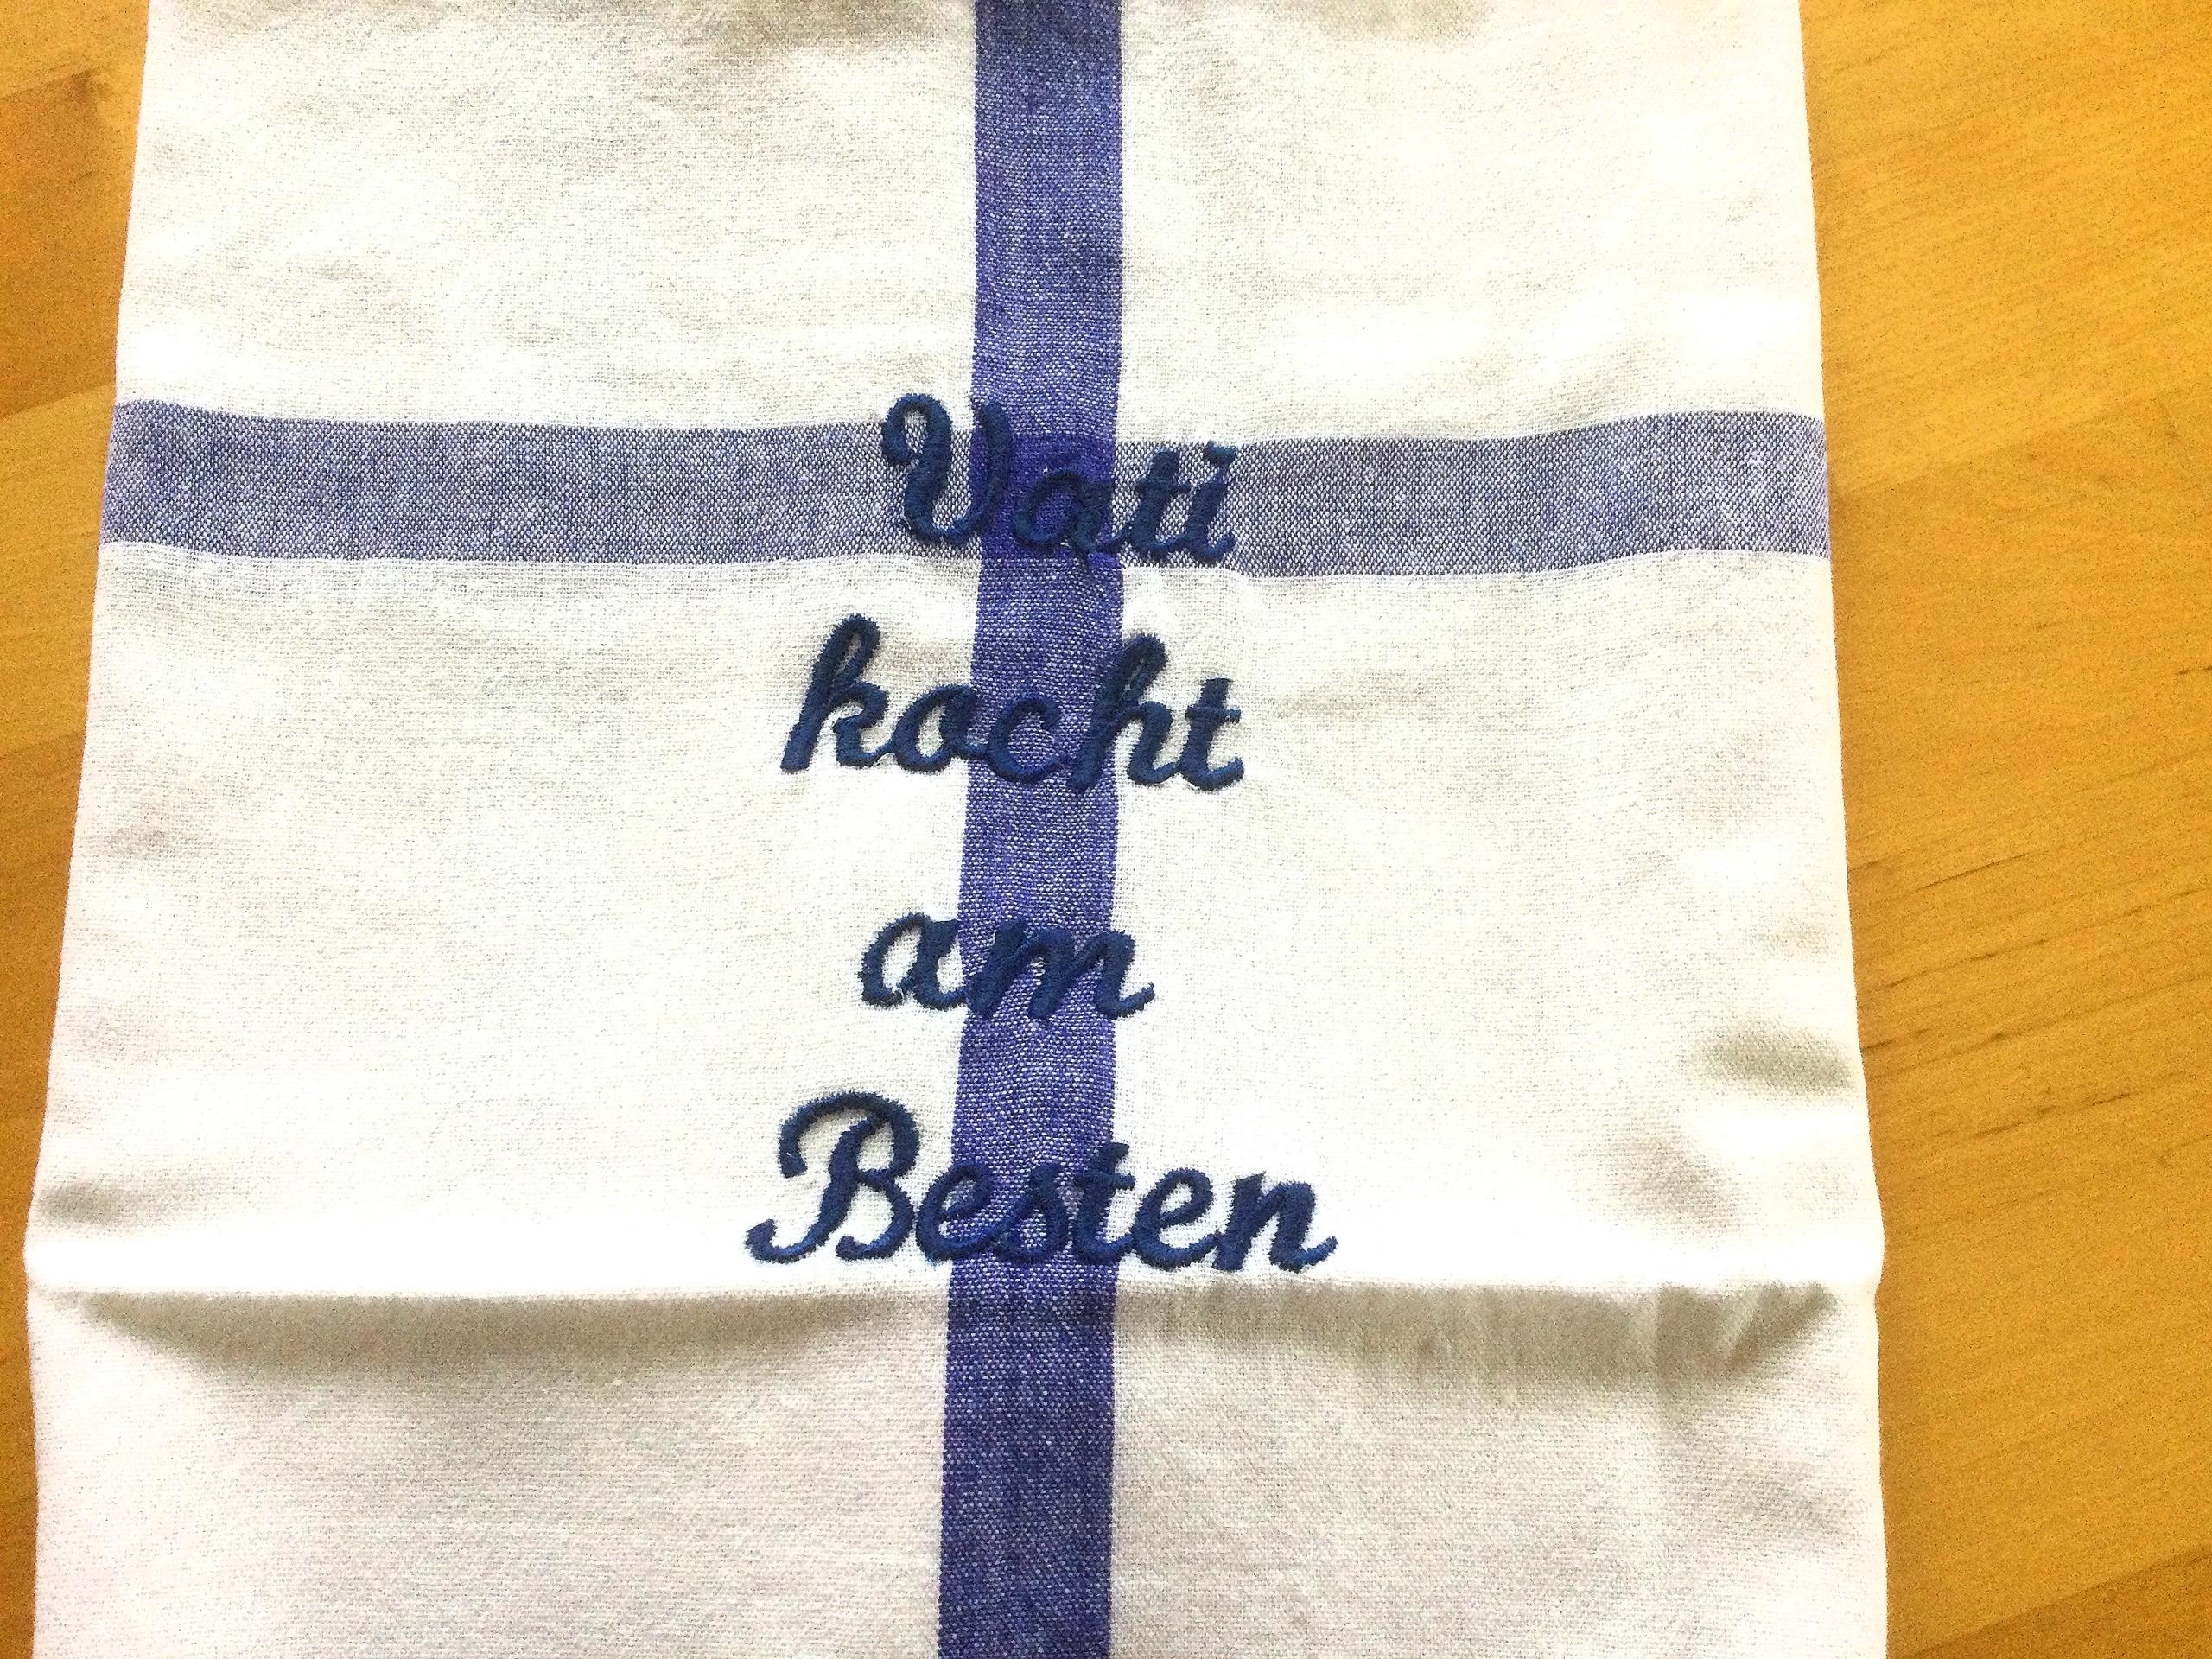 Vati
kocht
am
Besten